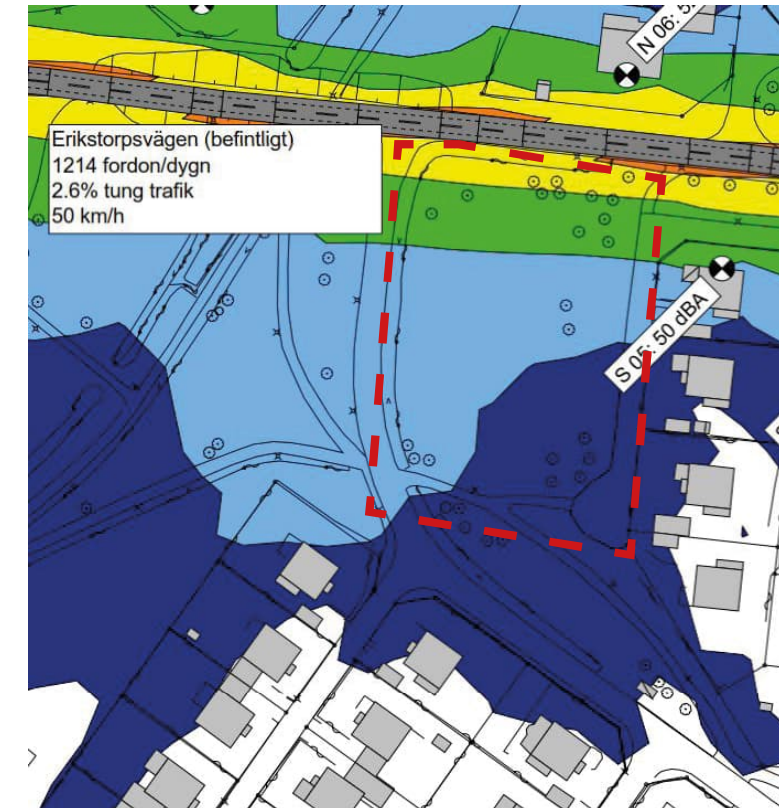 N 06: 5
Erikstorpsvägen (befintligt)
1214 fordon/dygn
2.6% tung trafik
50 km/h
S 05: 50 dBA